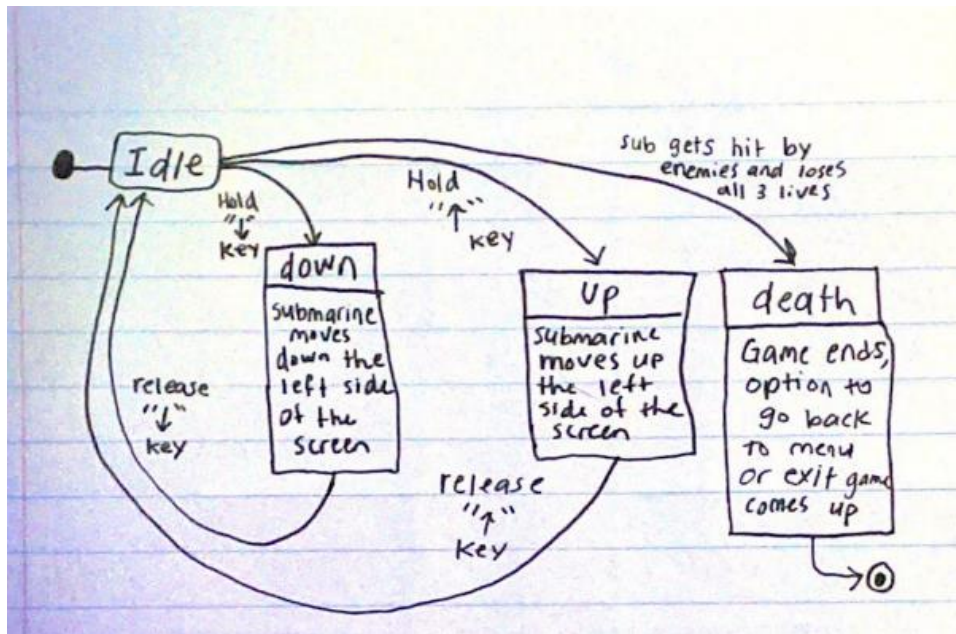 Idle
Hold
"↓"
key
Hold
"↑"
key
sub gets hit by
enemies and loses
all 3 lives
down
submarine
moves
down the
left side
of the
screen
up
submarine
moves up
the left
side of the
screen
death
Game ends,
option to
go back
to menu
or exit game
comes up
release
"↓"
key
release
"↑"
key